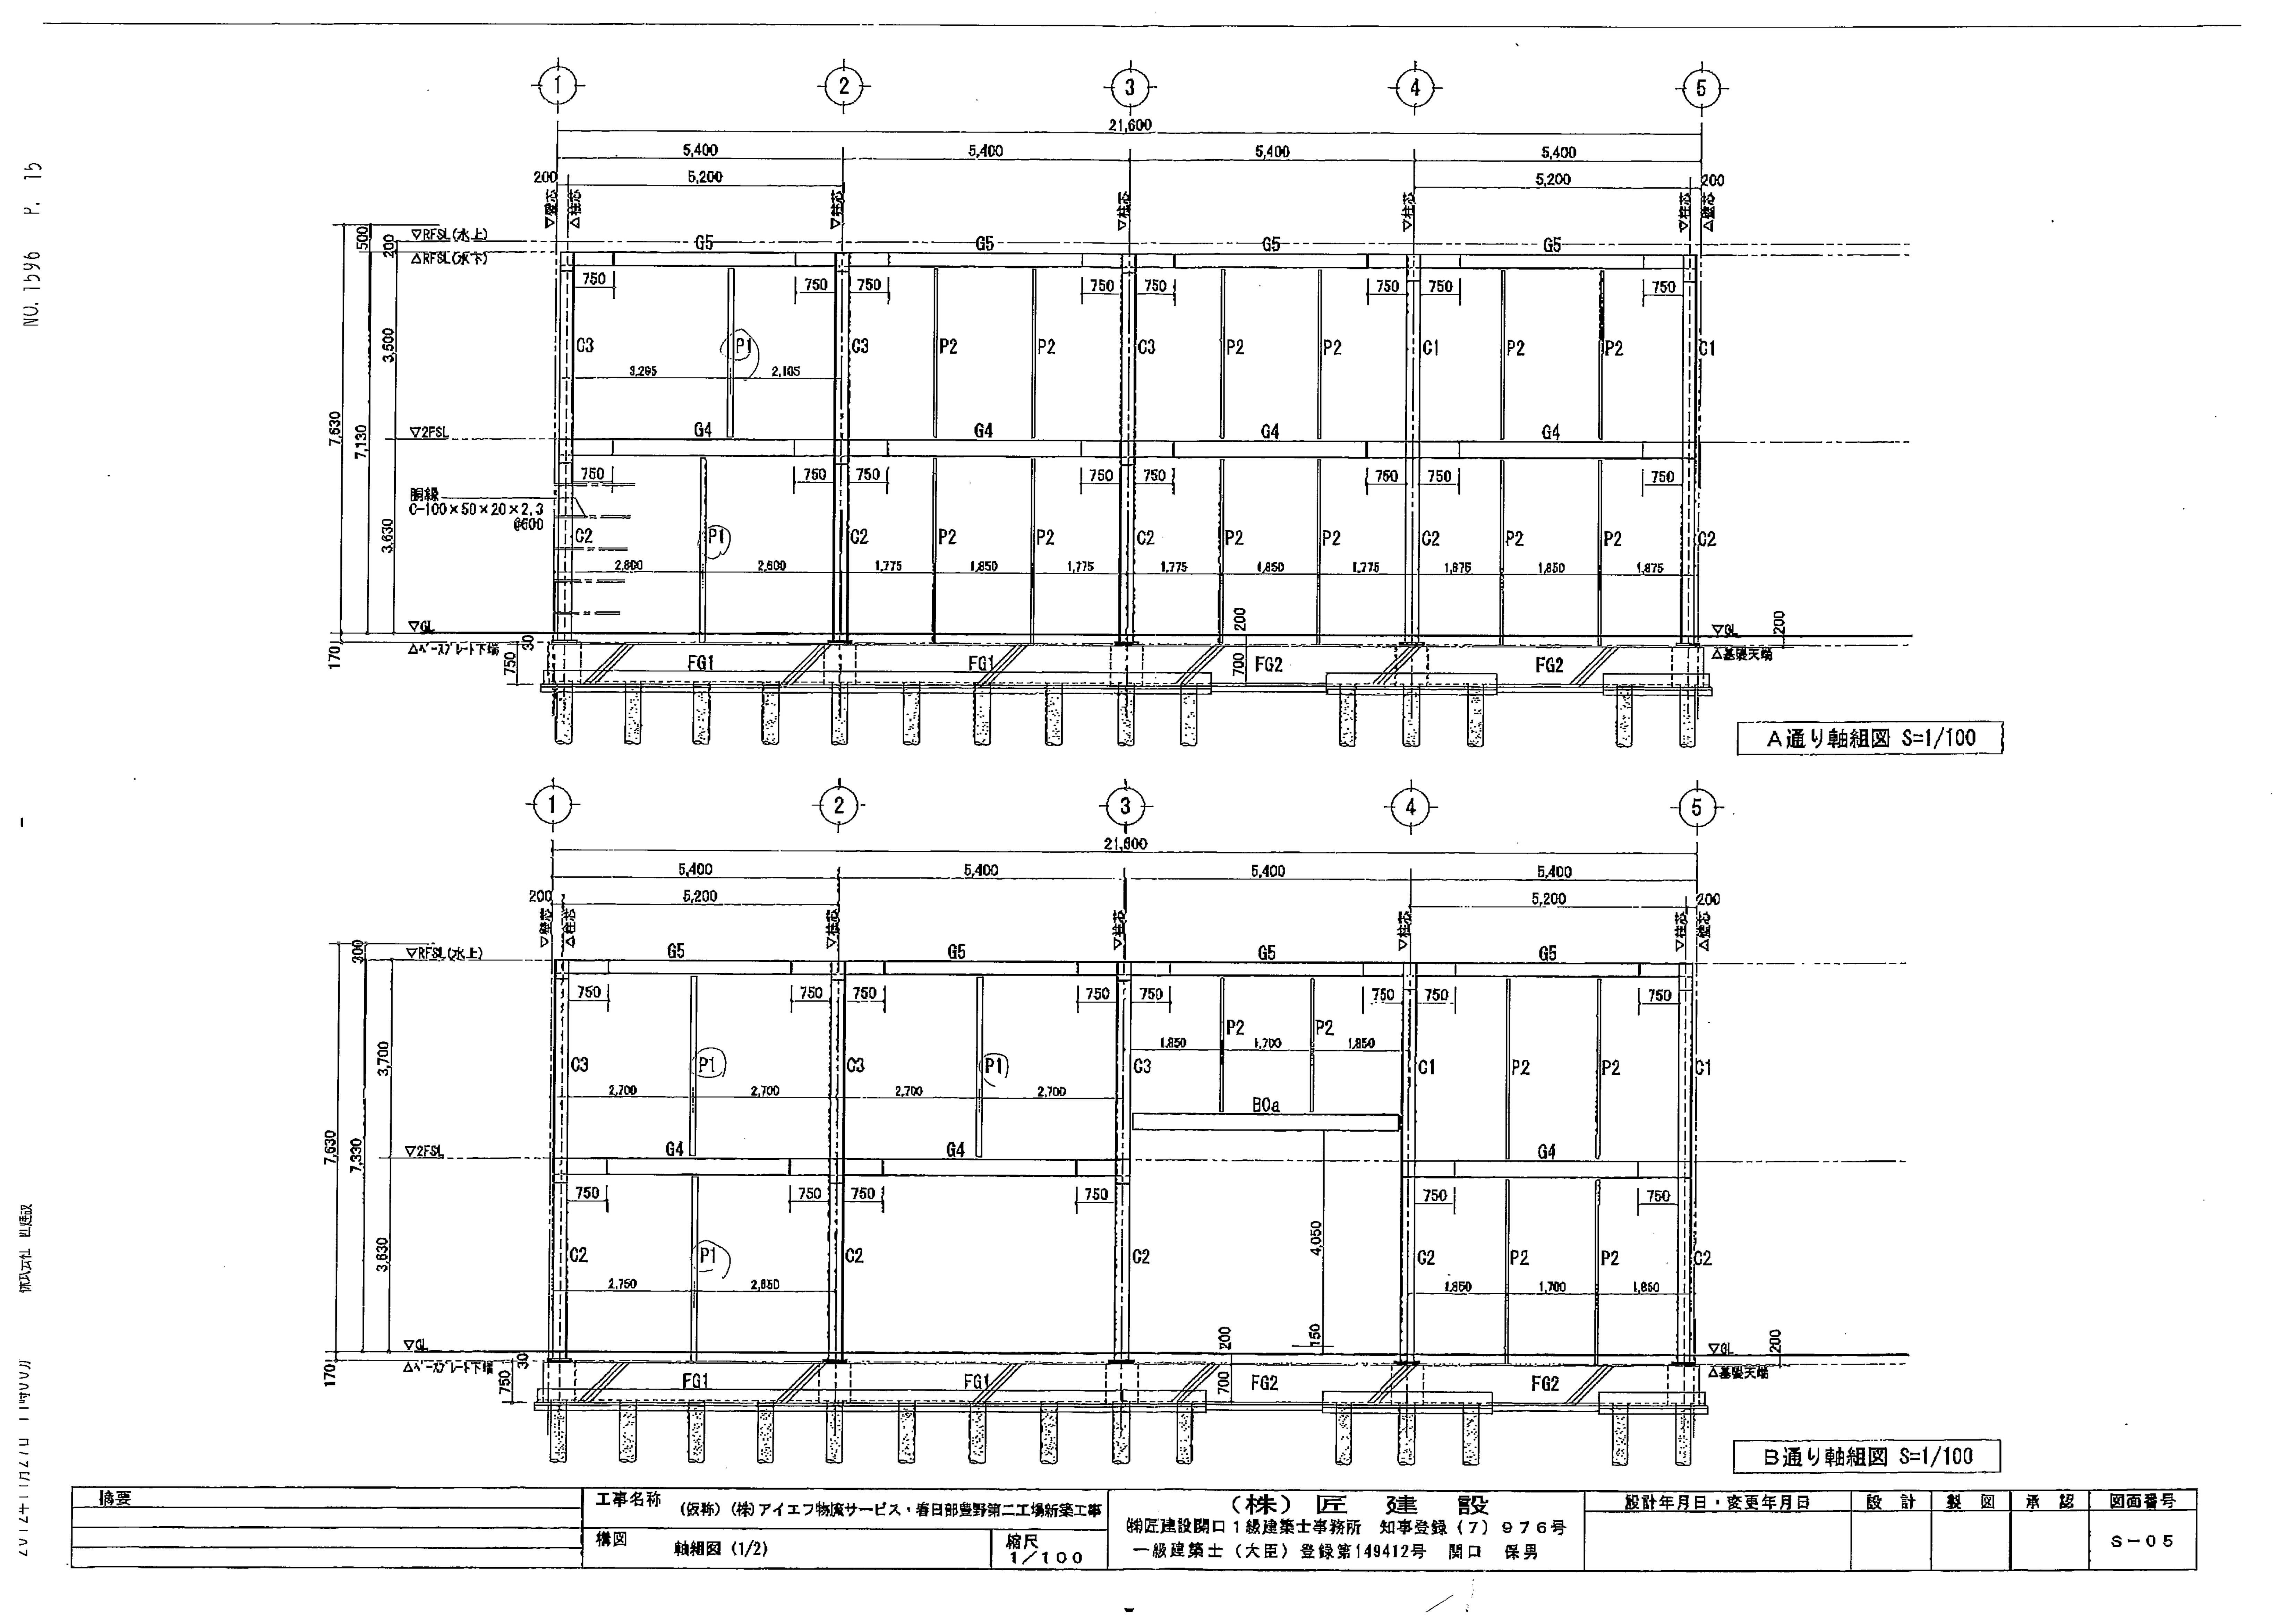 NO. 1596 P. 15
1 2 3 4 5
21,600
5,400 5,400 5,400 5,400
200 5,200 5,200 200
▽壁芯 △柱芯 ▽柱芯 ▽柱芯 ▽柱芯 ▽柱芯 △壁芯
500 200
▽RFSL(水上)
△RFSL(水下)
G5 G5 G5 G5
750 750 750 750 750 750 750 750
3,500
C3 P1 C3 P2 P2 C3 P2 P2 C1 P2 P2 C1
3,295 2,105
7,630 7,130
▽2FSL
G4 G4 G4 G4
750 750 750 750 750 750 750 750
胴縁
C-100×50×20×2,3
@600
3,630
C2 P1 C2 P2 P2 C2 P2 P2 C2 P2 P2 C2
2,800 2,600 1,775 1,850 1,775 1,775 1,850 1,775 1,875 1,850 1,875
▽GL
△ベースプレート下端
170 750 30
200 700
▽GL
200
△基礎天端
FG1 FG1 FG2 FG2
A通り軸組図 S=1/100
1 2 3 4 5
21,600
5,400 5,400 5,400 5,400
200 5,200 5,200 200
▽壁芯 △柱芯 ▽柱芯 ▽柱芯 ▽柱芯 ▽柱芯 △壁芯
300
▽RFSL(水上)
G5 G5 G5 G5
750 750 750 750 750 750 750 750
P2 P2
1,850 1,700 1,850
3,700
C3 P1 C3 P1 C3 C1 P2 P2 C1
2,700 2,700 2,700 2,700
B0a
7,630 7,330
▽2FSL
G4 G4 G4
750 750 750 750 750 750
4,050
3,630
C2 P1 C2 C2 C2 P2 P2 C2
2,750 2,650 1,850 1,700 1,850
150
▽GL
△ベースプレート下端
170 750 30
200 700
▽GL
200
△基礎天端
FG1 FG1 FG2 FG2
B通り軸組図 S=1/100
摘要
工事名称
(仮称)(株)アイエフ物流サービス・春日部豊野第二工場新築工事
構図
軸組図 (1/2)
縮尺
1/100
(株) 匠 建 設
㈱匠建設関口1級建築士事務所 知事登録(7)976号
一級建築士(大臣)登録第149412号 関口 保男
設計年月日・変更年月日
設 計
製 図
承 認
図面番号
S-05